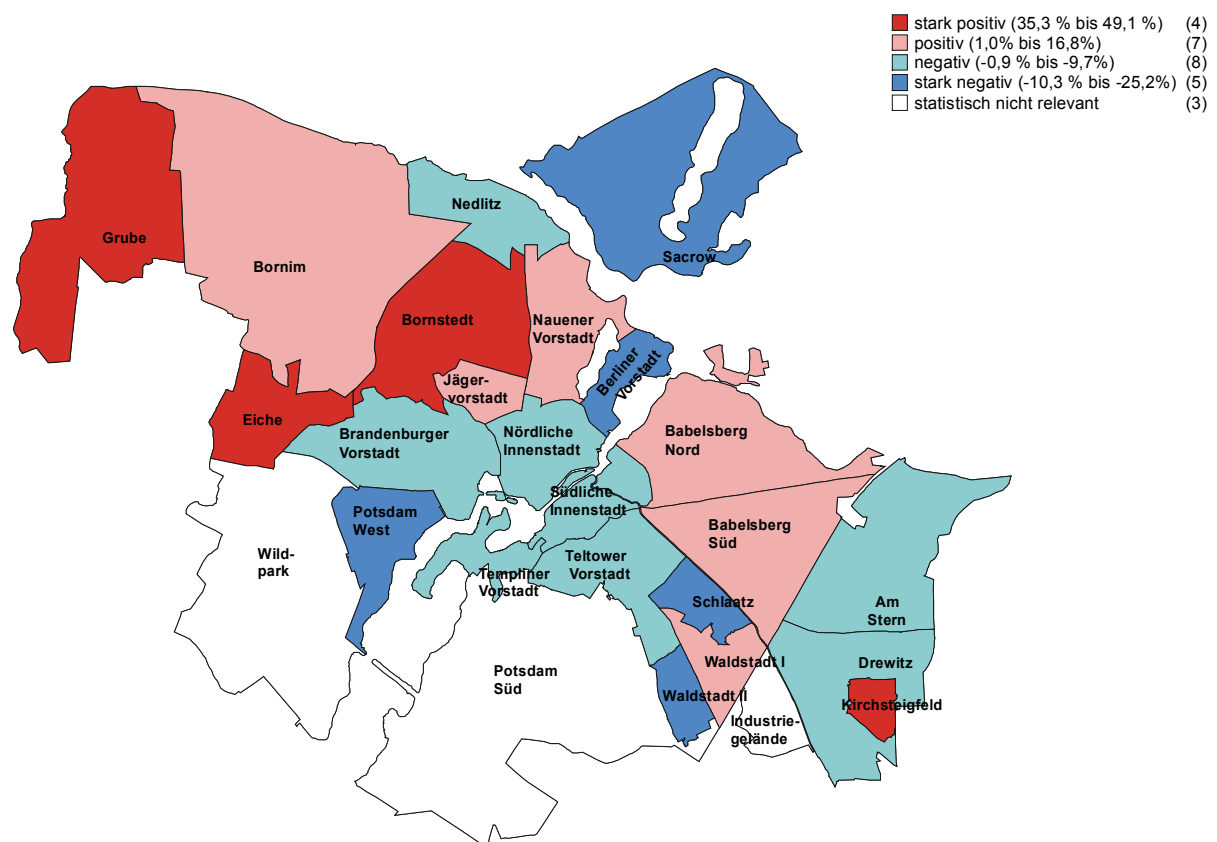 stark positiv (35,3 % bis 49,1 %) (4)
positiv (1,0% bis 16,8%) (7)
negativ (-0,9 % bis -9,7%) (8)
stark negativ (-10,3 % bis -25,2%) (5)
statistisch nicht relevant (3)
Nedlitz
Grube
Sacrow
Bornim
Bornstedt
Nauener
Vorstadt
Berliner
Vorstadt
Jäger-
vorstadt
Eiche
Brandenburger
Vorstadt
Nördliche
Innenstadt
Babelsberg
Nord
Südliche
Innenstadt
Potsdam
West
Babelsberg
Süd
Wild-
park
Teltower
Vorstadt
Templiner
Vorstadt
Schlaatz
Am
Stern
Potsdam
Süd
Waldstadt I
Drewitz
Waldstadt II
Kirchsteigfeld
Industrie-
gelände